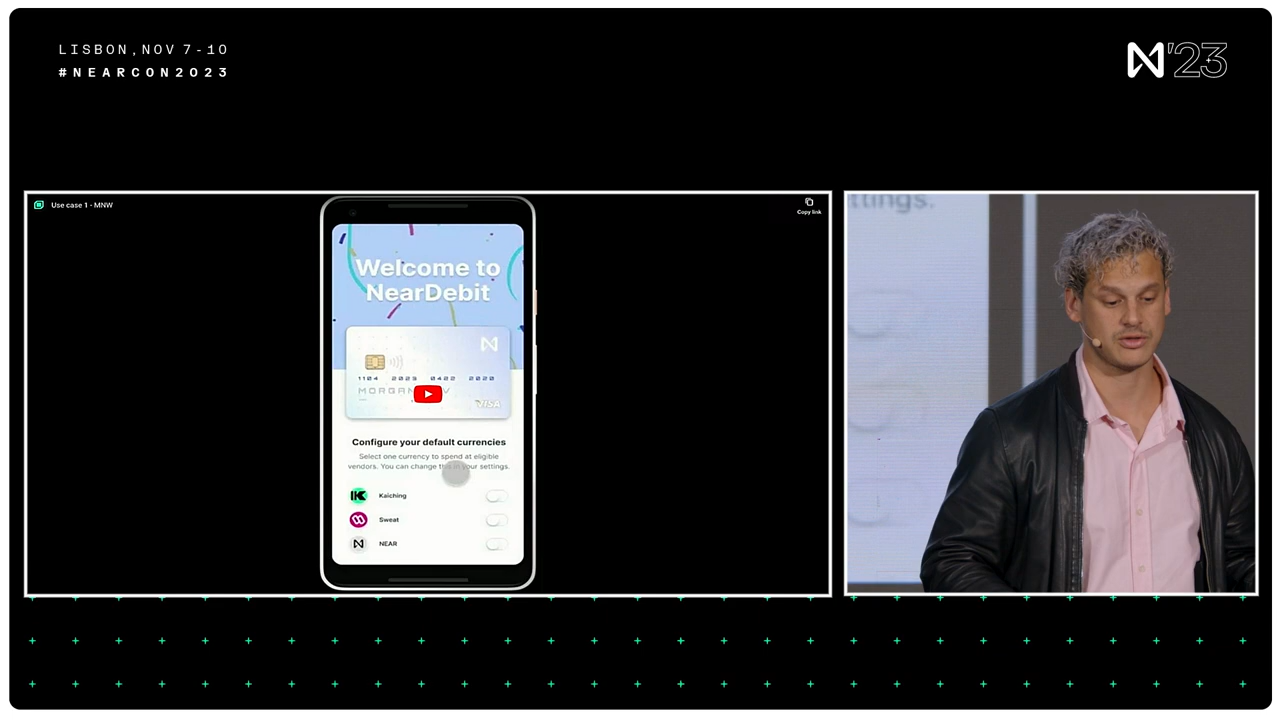 LISBON, NOV 7-10
#NEARCON2023
'23
Use case 1 - MNW
Copy link
Welcome to
NearDebit
1104 2023 0422 2020
VISA
Configure your default currencies
Select one currency to spend at eligible
vendors. You can change this in your settings.
Kaiching
Sweat
NEAR
ttings.